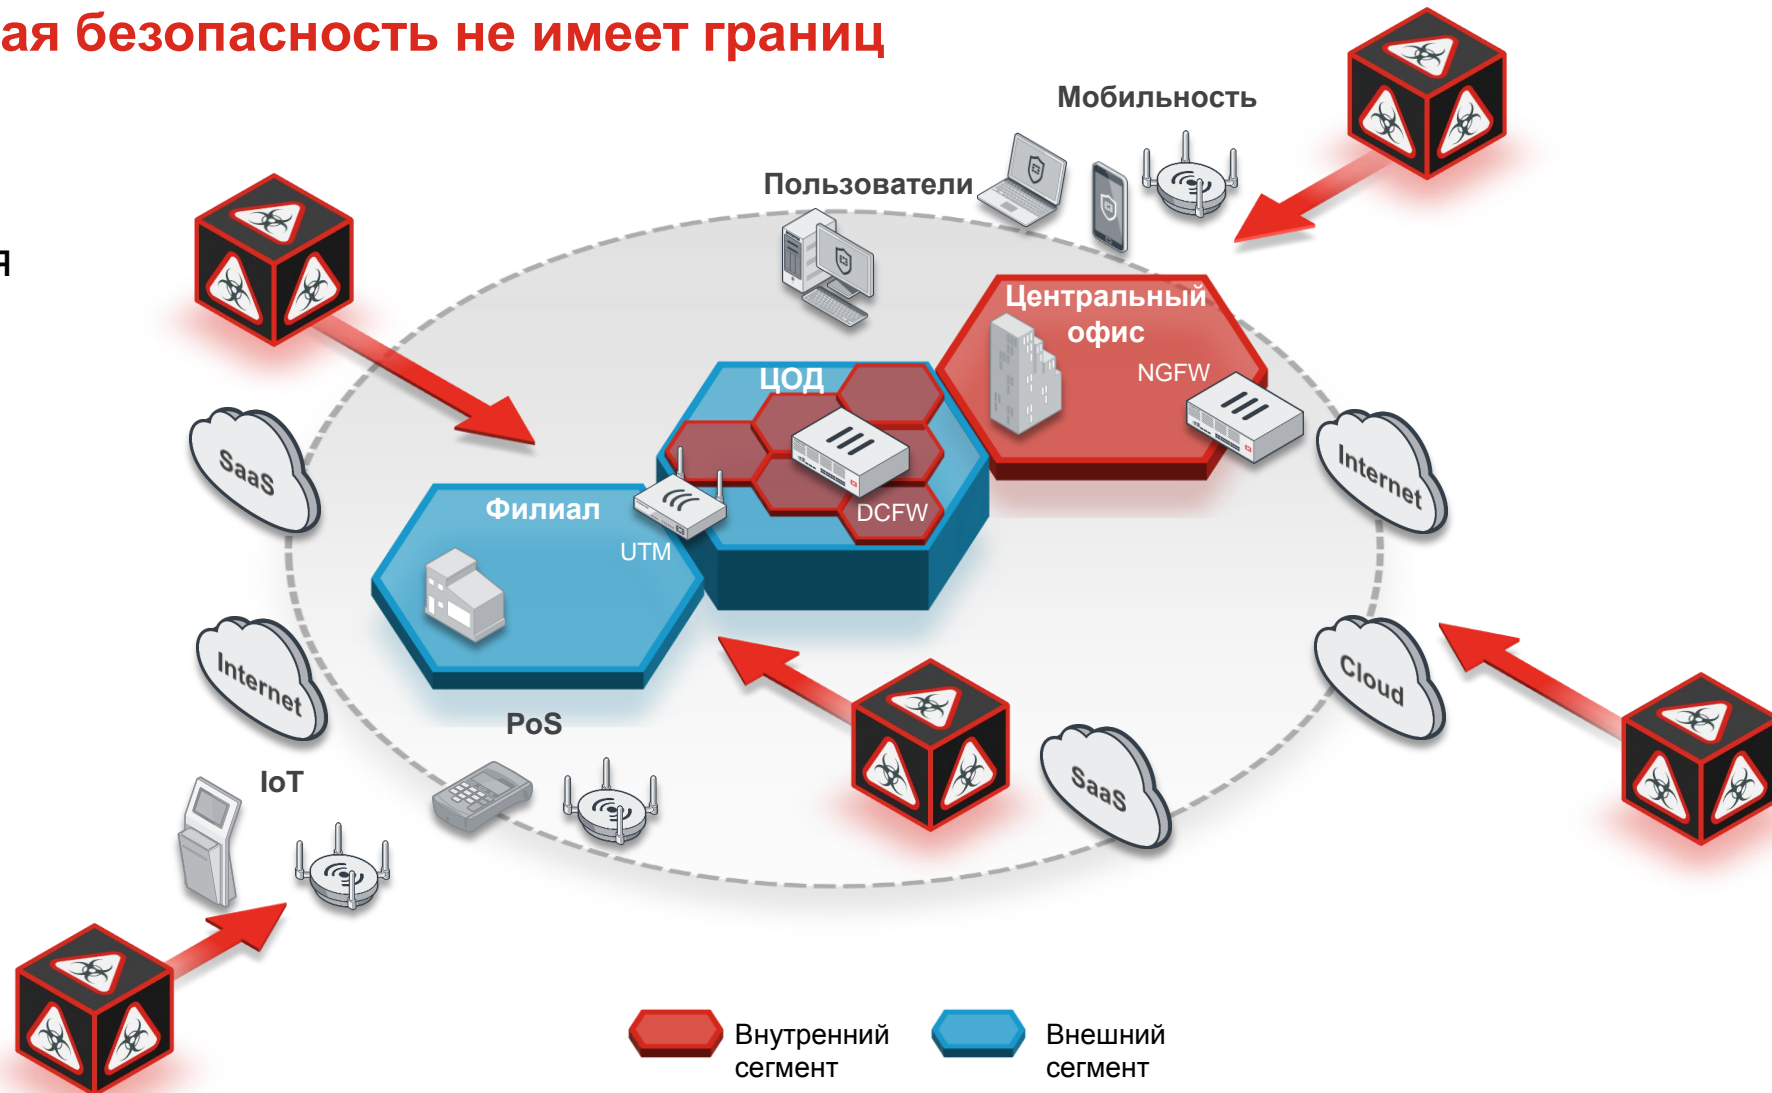 ая безопасность не имеет границ
Мобильность
Пользователи
я
Центральный
офис
NGFW
ЦОД
SaaS
Internet
Филиал
DCFW
UTM
Internet
Cloud
PoS
IoT
SaaS
Внутренний
сегмент
Внешний
сегмент